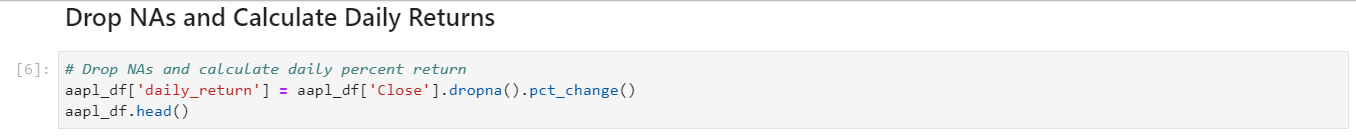 Drop NAs and Calculate Daily Returns
[6]: # Drop NAs and calculate daily percent return
aapl_df['daily_return'] = aapl_df['Close'].dropna().pct_change()
aapl_df.head()